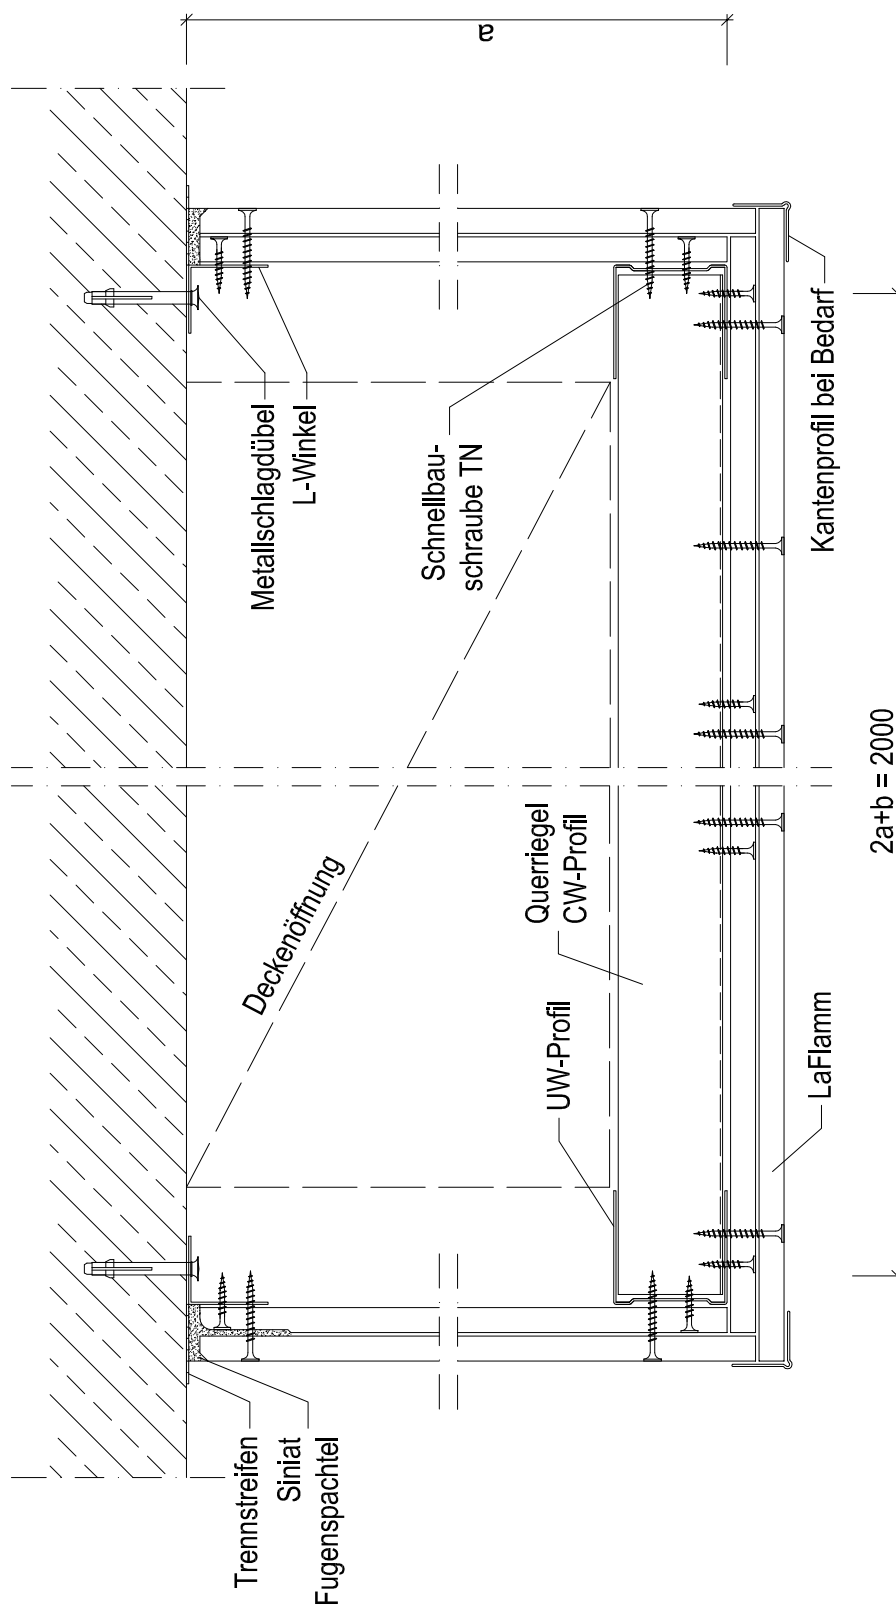 a
Metallschlagdübel
L-Winkel
Schnellbau-
schraube TN
Kantenprofil bei Bedarf
Deckenöffnung
Querriegel
CW-Profil
UW-Profil
LaFlamm
2a+b = 2000
Trennstreifen
Siniat
Fugenspachtel